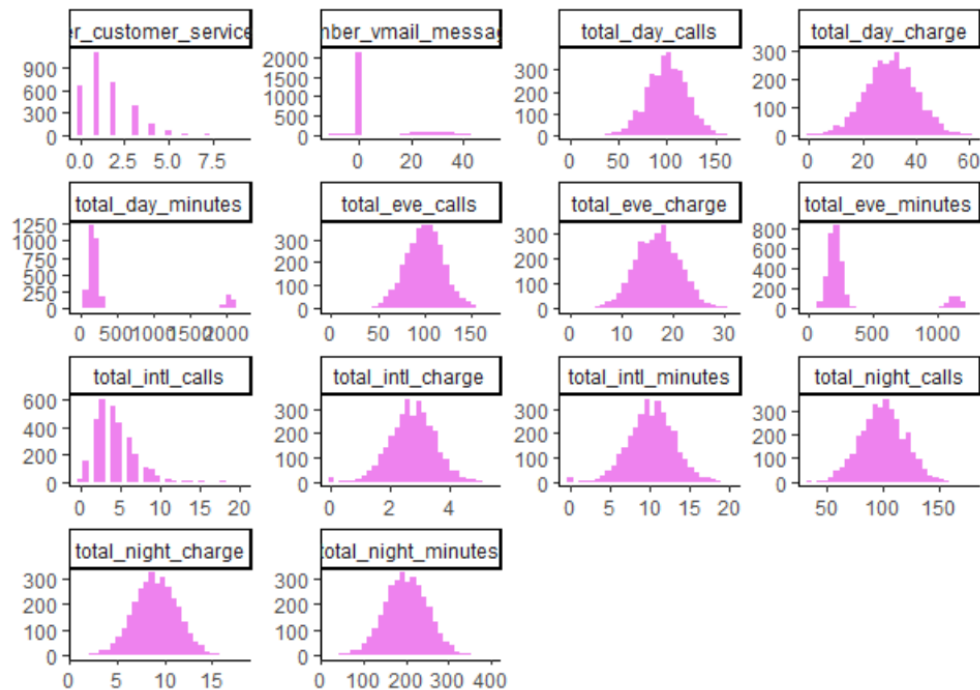 er_customer_service
nber_vmail_messag
total_day_calls
total_day_charge
900
600
300
0
0.0 2.5 5.0 7.5
2000
1500
1000
500
0
0 20 40
300
200
100
0
0 50 100 150
300
200
100
0
0 20 40 60
total_day_minutes
total_eve_calls
total_eve_charge
total_eve_minutes
1250
1000
750
500
250
0
0 500 1000 1500 2000
300
200
100
0
0 50 100 150
300
200
100
0
0 10 20 30
800
600
400
200
0
0 500 1000
total_intl_calls
total_intl_charge
total_intl_minutes
total_night_calls
600
400
200
0
0 5 10 15 20
300
200
100
0
0 2 4
300
200
100
0
0 5 10 15 20
300
200
100
0
50 100 150
total_night_charge
total_night_minutes
300
200
100
0
0 5 10 15
300
200
100
0
0 100 200 300 400